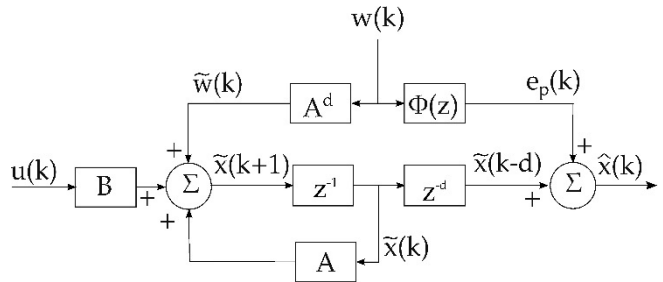 w(k)
w̃(k)
A^d
Φ(z)
e_p(k)
+
+
u(k)
B
+
+
Σ
x̃(k+1)
z^-1
z^-d
x̃(k-d)
+
Σ
x̂(k)
A
x̃(k)